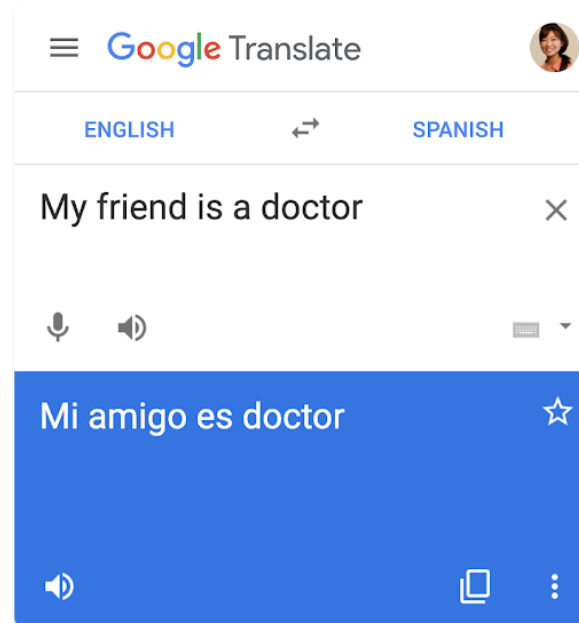 Google Translate
ENGLISH SPANISH
My friend is a doctor
Mi amigo es doctor